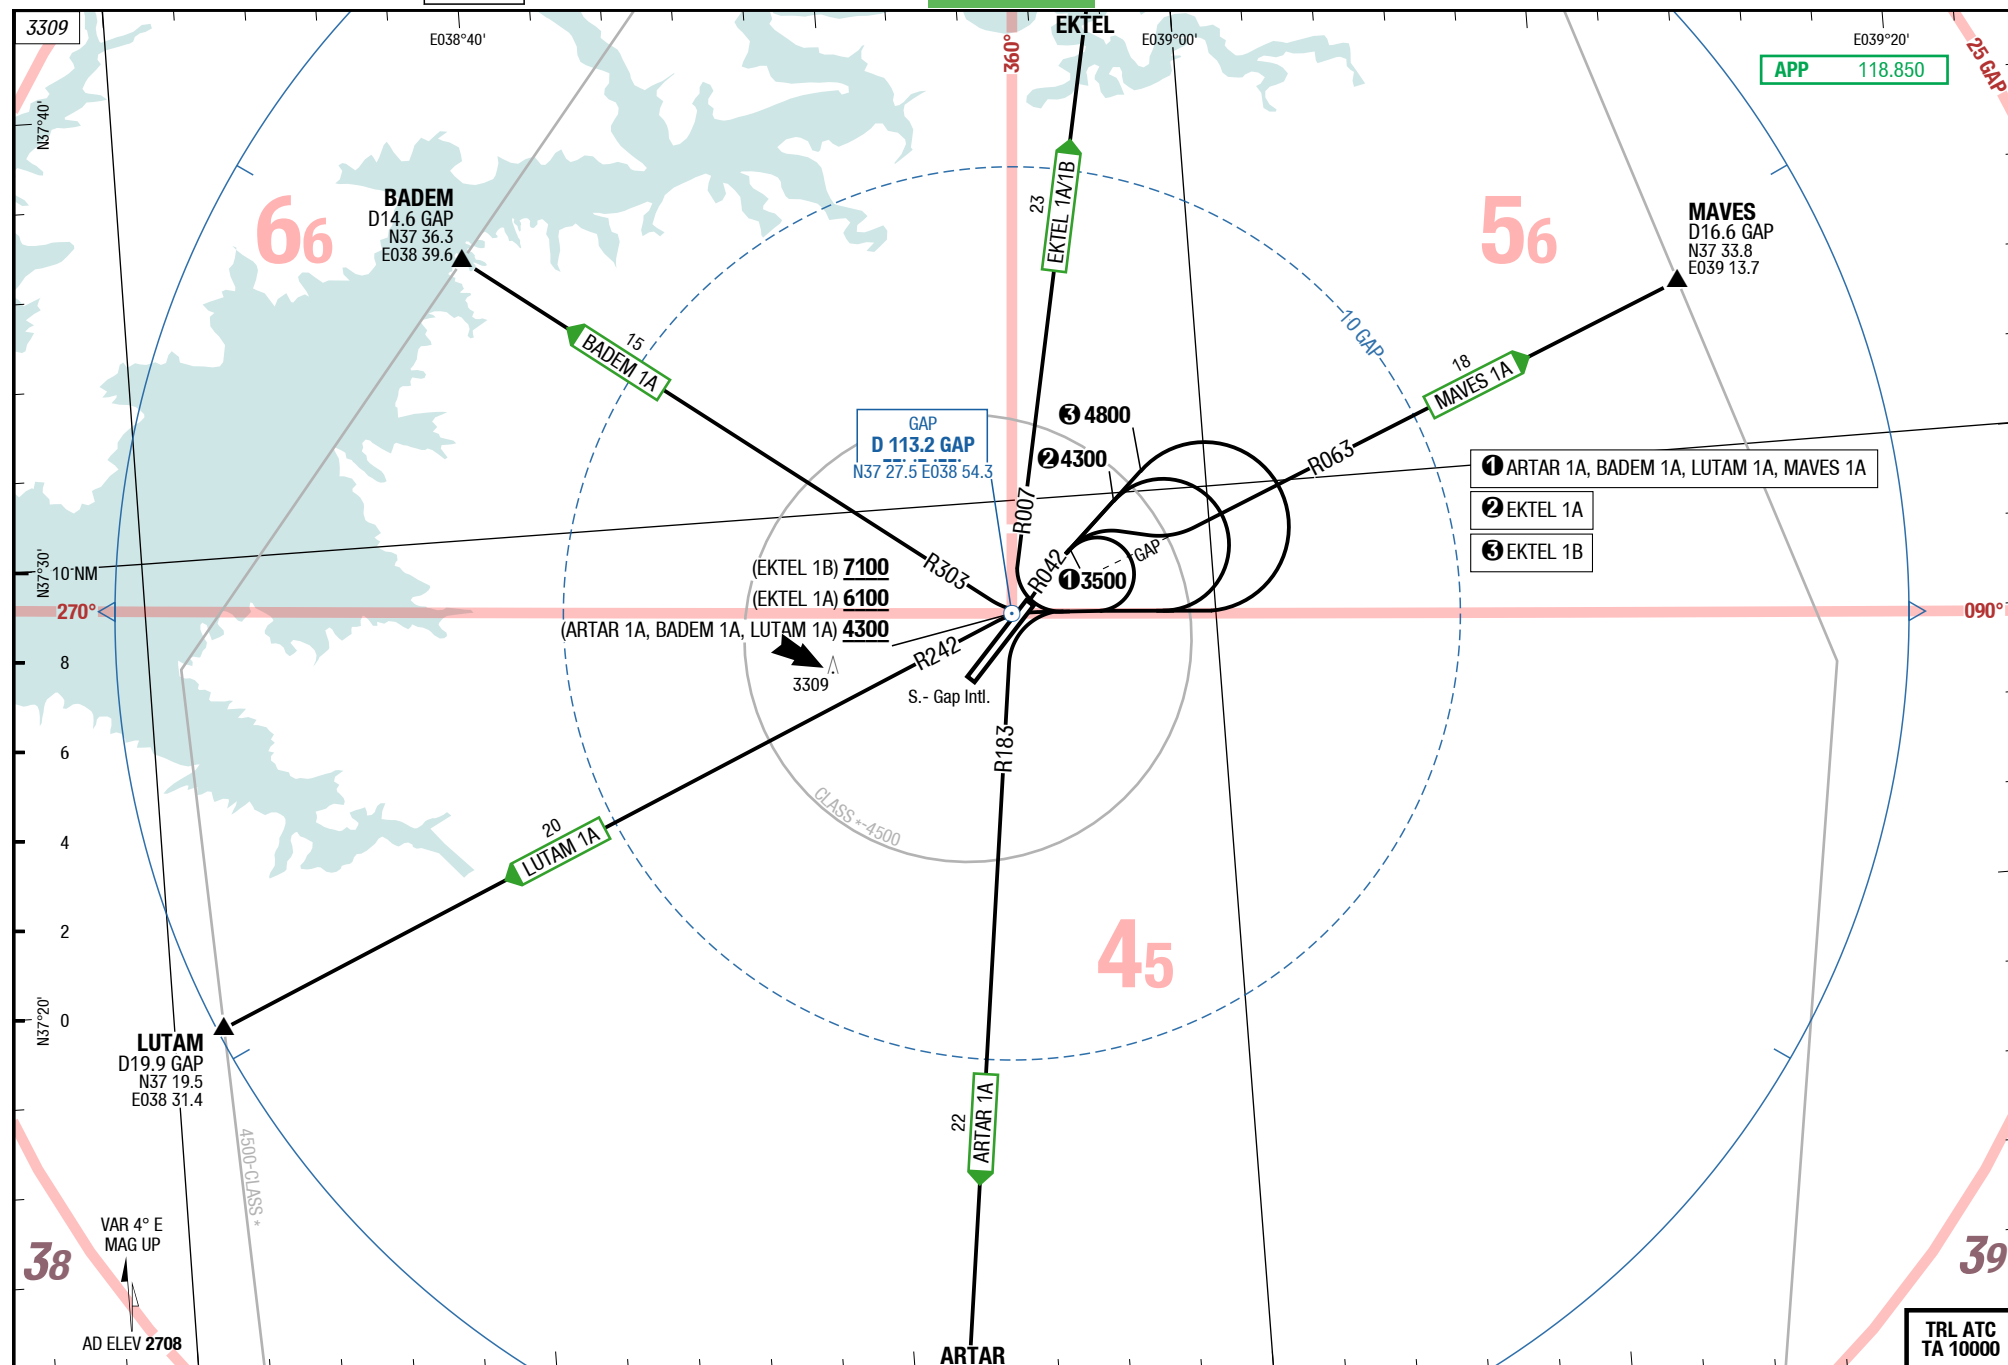 3309
E038°40'
EKTEL
E039°00'
E039°20'
360°
25 GAP
APP 118.850
N37°40'
BADEM
D14.6 GAP
N37 36.3
E038 39.6
66
23
EKTEL 1A/1B
56
MAVES
D16.6 GAP
N37 33.8
E039 13.7
15
BADEM 1A
10 GAP
18
MAVES 1A
GAP
D 113.2 GAP
N37 27.5 E038 54.3
❸ 4800
❷ 4300
R063
❶ ARTAR 1A, BADEM 1A, LUTAM 1A, MAVES 1A
❷ EKTEL 1A
❸ EKTEL 1B
R007
R042
GAP
❶ 3500
R303
N37°30'
10 NM
(EKTEL 1B) 7100
(EKTEL 1A) 6100
(ARTAR 1A, BADEM 1A, LUTAM 1A) 4300
270°
090°
R242
3309
S.- Gap Intl.
8
6
4
2
0
R183
CLASS *-4500
20
LUTAM 1A
45
N37°20'
LUTAM
D19.9 GAP
N37 19.5
E038 31.4
22
ARTAR 1A
4500-CLASS *
VAR 4° E
MAG UP
38
39
AD ELEV 2708
ARTAR
TRL ATC
TA 10000